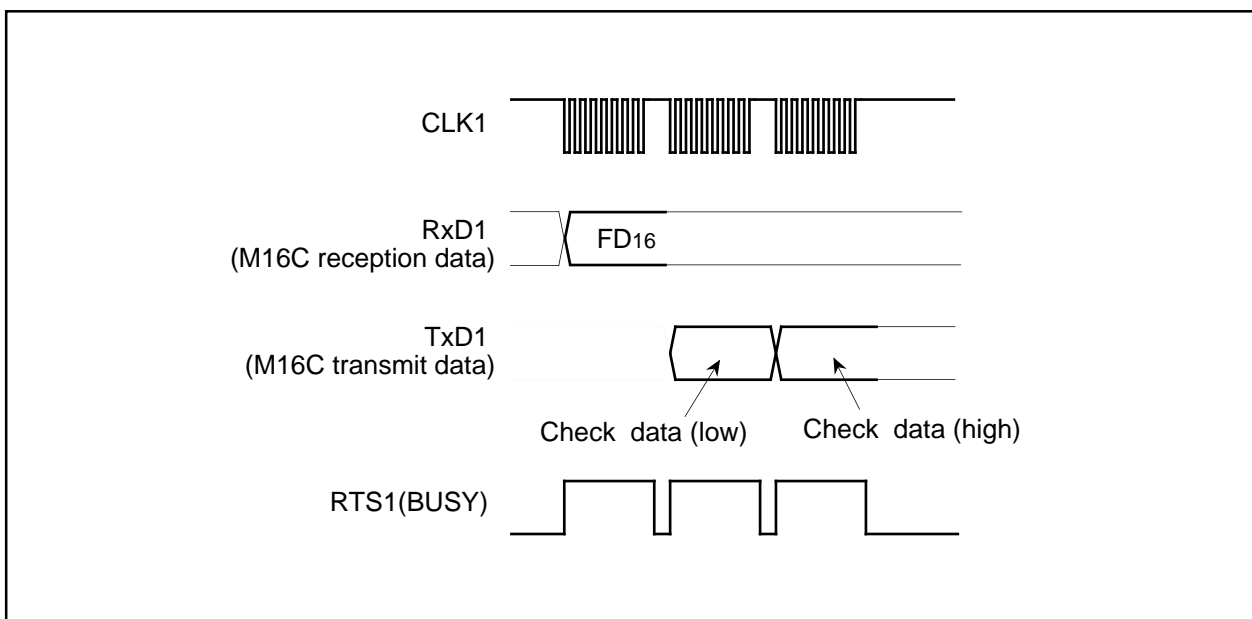 CLK1
RxD1
(M16C reception data)
FD16
TxD1
(M16C transmit data)
Check data (low)
Check data (high)
RTS1(BUSY)